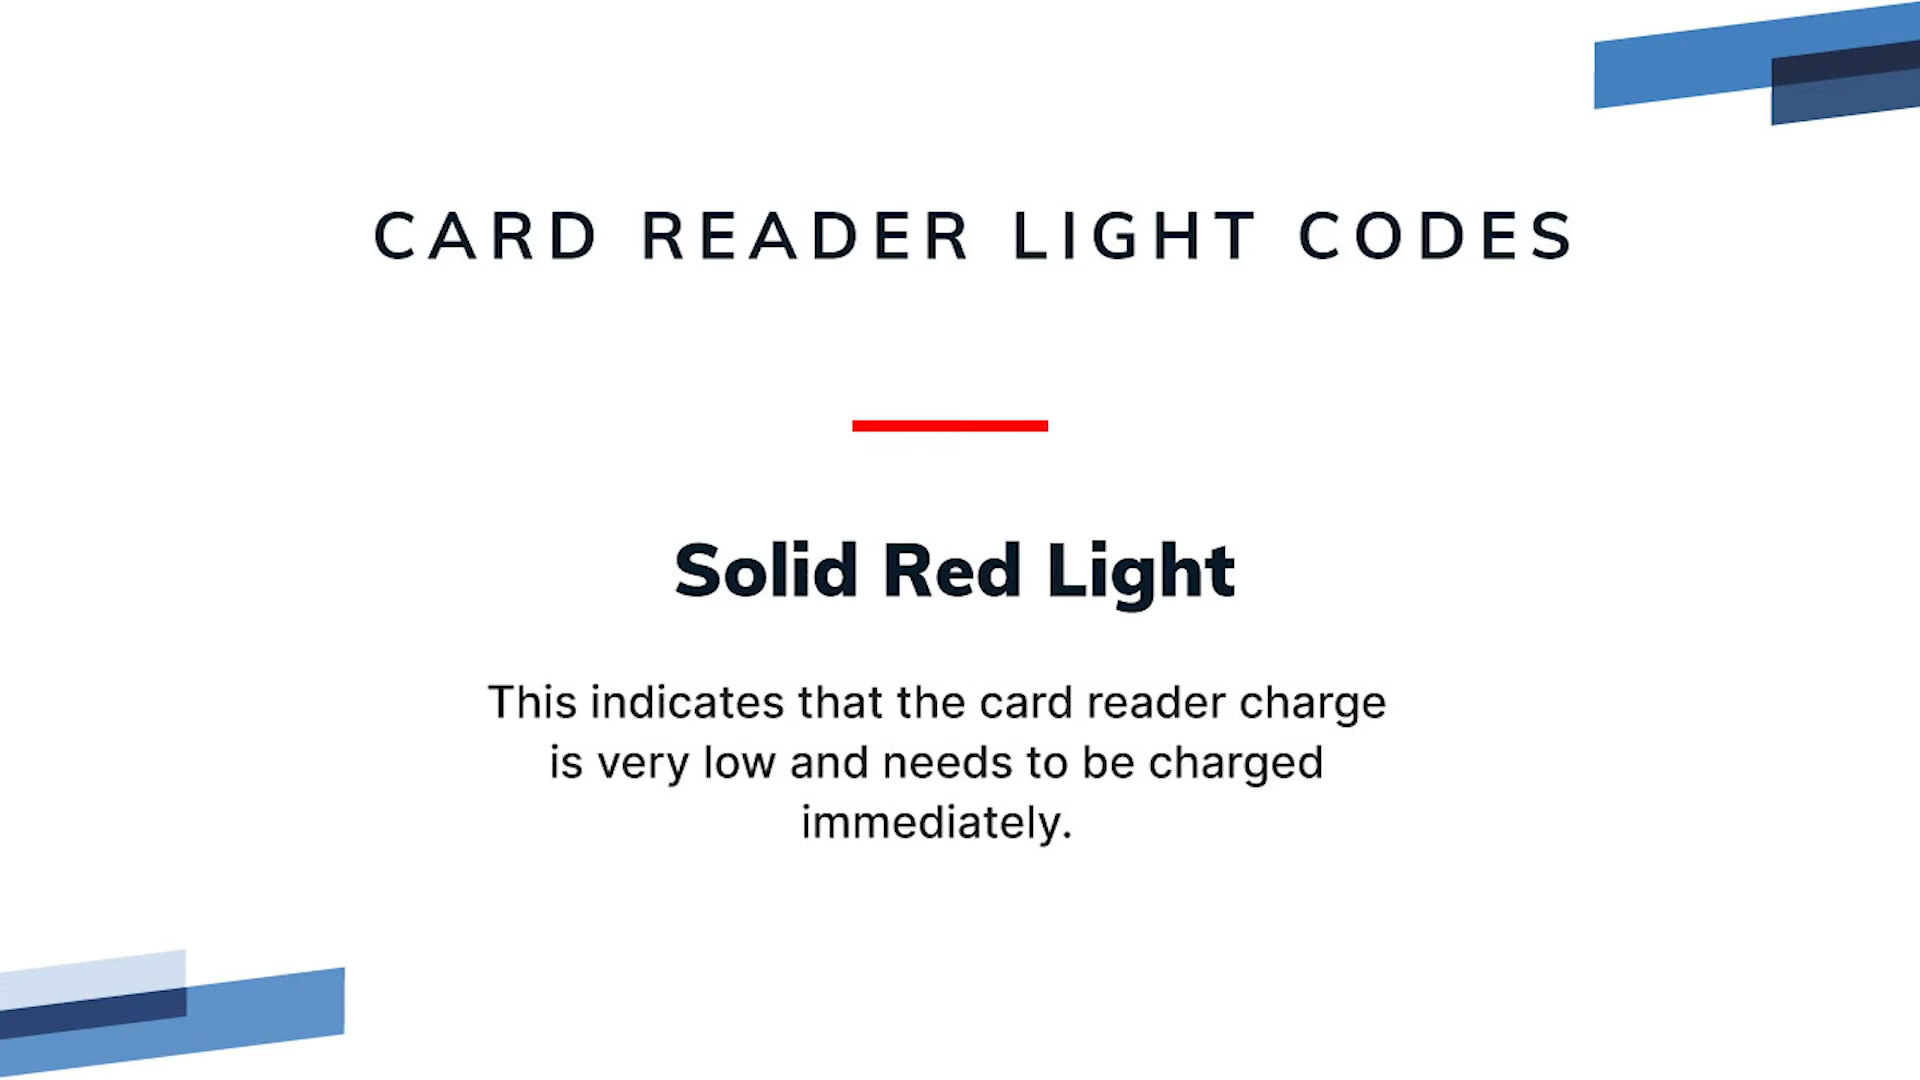 CARD READER LIGHT CODES
Solid Red Light
This indicates that the card reader charge
is very low and needs to be charged
immediately.